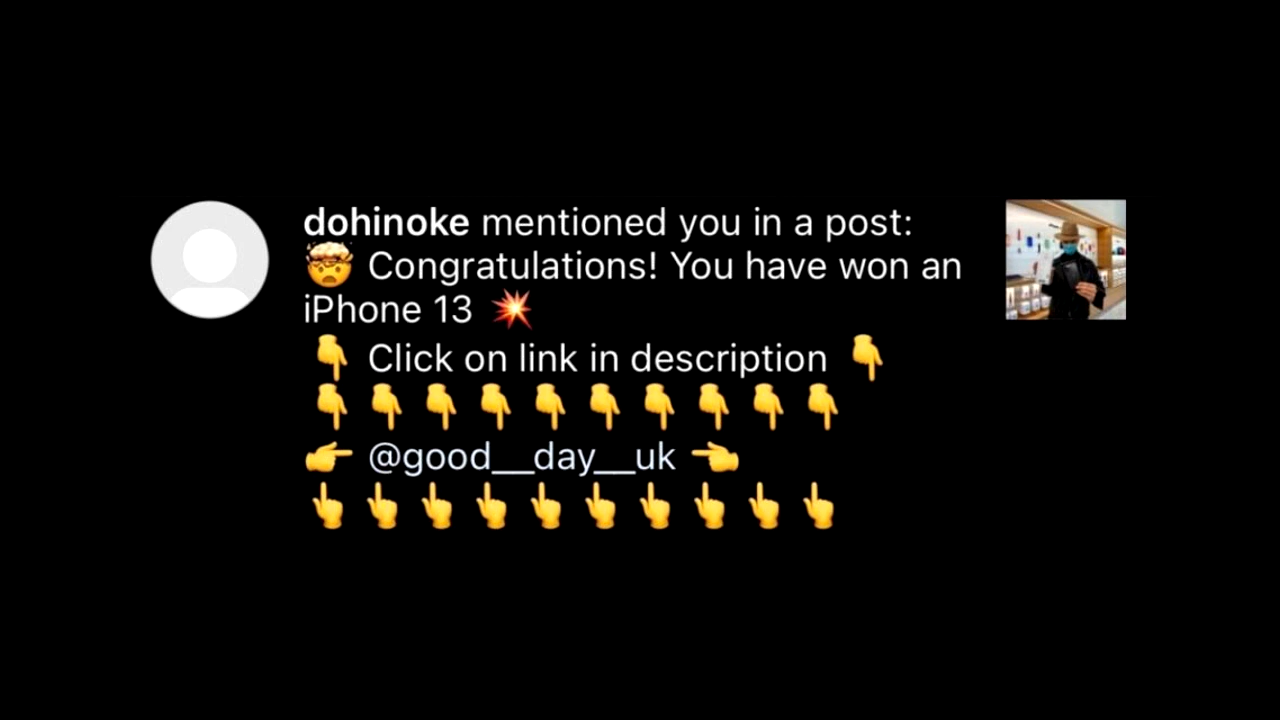 dohinoke mentioned you in a post:
🤯 Congratulations! You have won an
iPhone 13 💥
👇 Click on link in description 👇
👇 👇 👇 👇 👇 👇 👇 👇 👇 👇
👉 @good__day__uk 👈
👆 👆 👆 👆 👆 👆 👆 👆 👆 👆